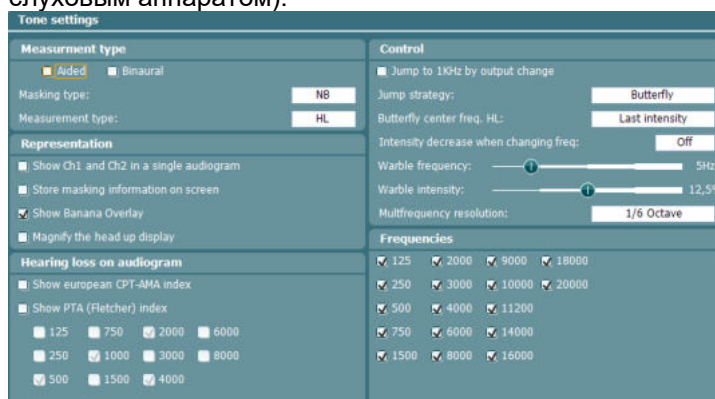 слуховым аппаратом).
Tone settings
Measurment type
Aided Binaural
Masking type: NB
Measurement type: HL
Representation
Show Ch1 and Ch2 in a single audiogram
Store masking information on screen
Show Banana Overlay
Magnify the head up display
Hearing loss on audiogram
Show european CPT-AMA index
Show PTA (Fletcher) index
125 750 2000 6000
250 1000 3000 8000
500 1500 4000
Control
Jump to 1KHz by output change
Jump strategy: Butterfly
Butterfly center freq. HL: Last intensity
Intensity decrease when changing freq: Off
Warble frequency: 5Hz
Warble intensity: 12,5%
Multfrequency resolution: 1/6 Octave
Frequencies
125 2000 9000 18000
250 3000 10000 20000
500 4000 11200
750 6000 14000
1500 8000 16000